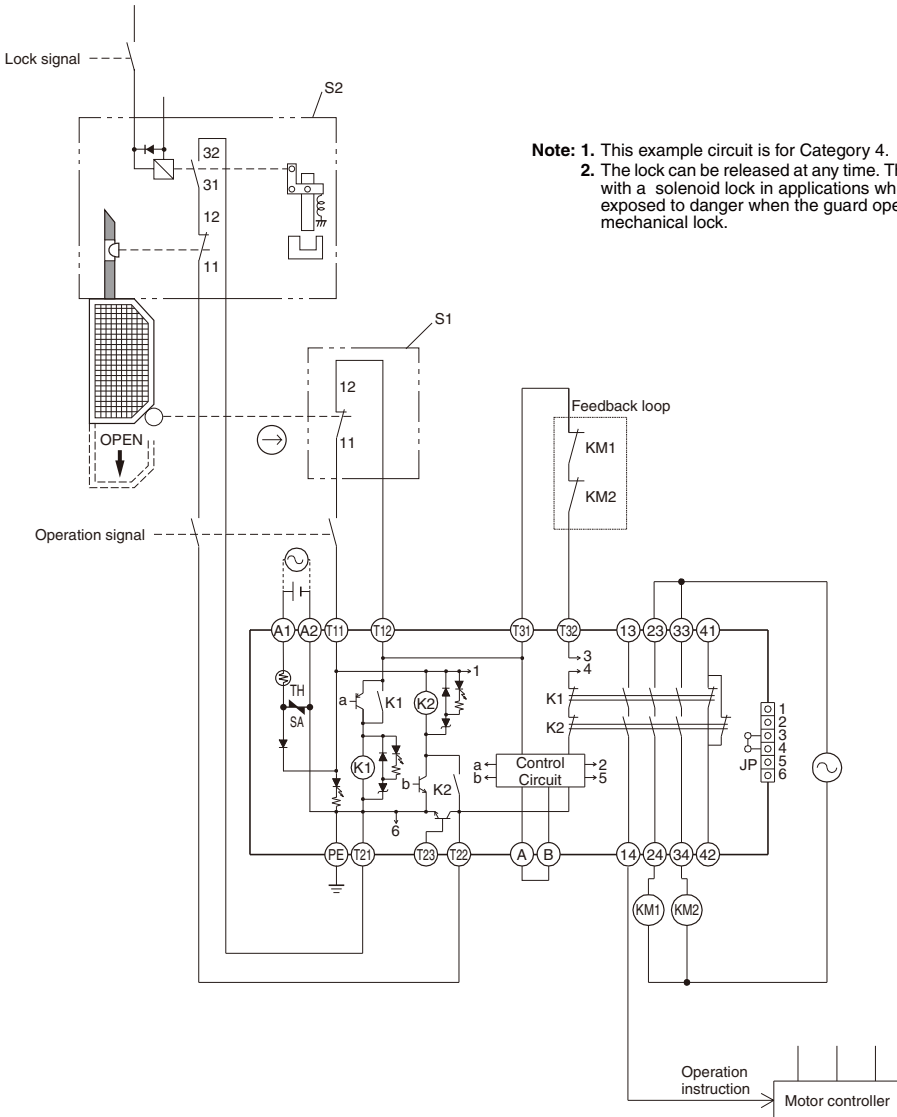 Lock signal
S2
32
31
12
11
Note: 1. This example circuit is for Category 4.
2. The lock can be released at any time.
with a solenoid lock in applications
exposed to danger when the guard
mechanical lock.
S1
12
11
OPEN
Feedback loop
KM1
KM2
Operation signal
A1 A2 T11 T12 T31 T32 13 23 33 41
1
3
4
TH
SA
a
K1
K2
K1
K2
K1
b
K2
a
b
Control
Circuit
2
5
6
JP
1
2
3
4
5
6
PE T21 T23 T22 A B 14 24 34 42
KM1
KM2
Operation
instruction
Motor controller